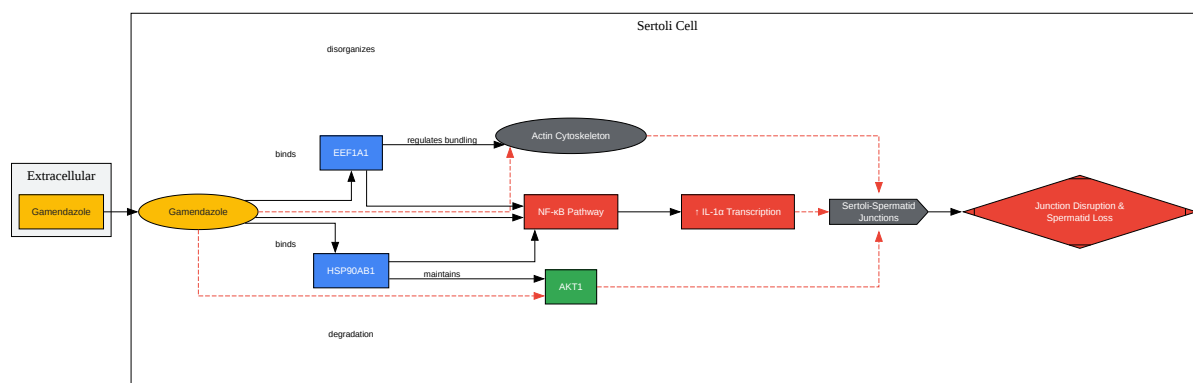 Sertoli Cell
disorganizes
EEF1A1
regulates bundling
Actin Cytoskeleton
binds
Extracellular
Gamendazole
Gamendazole
NF-κB Pathway
↑ IL-1α Transcription
Sertoli-Spermatid
Junctions
Junction Disruption &
Spermatid Loss
binds
HSP90AB1
maintains
AKT1
degradation